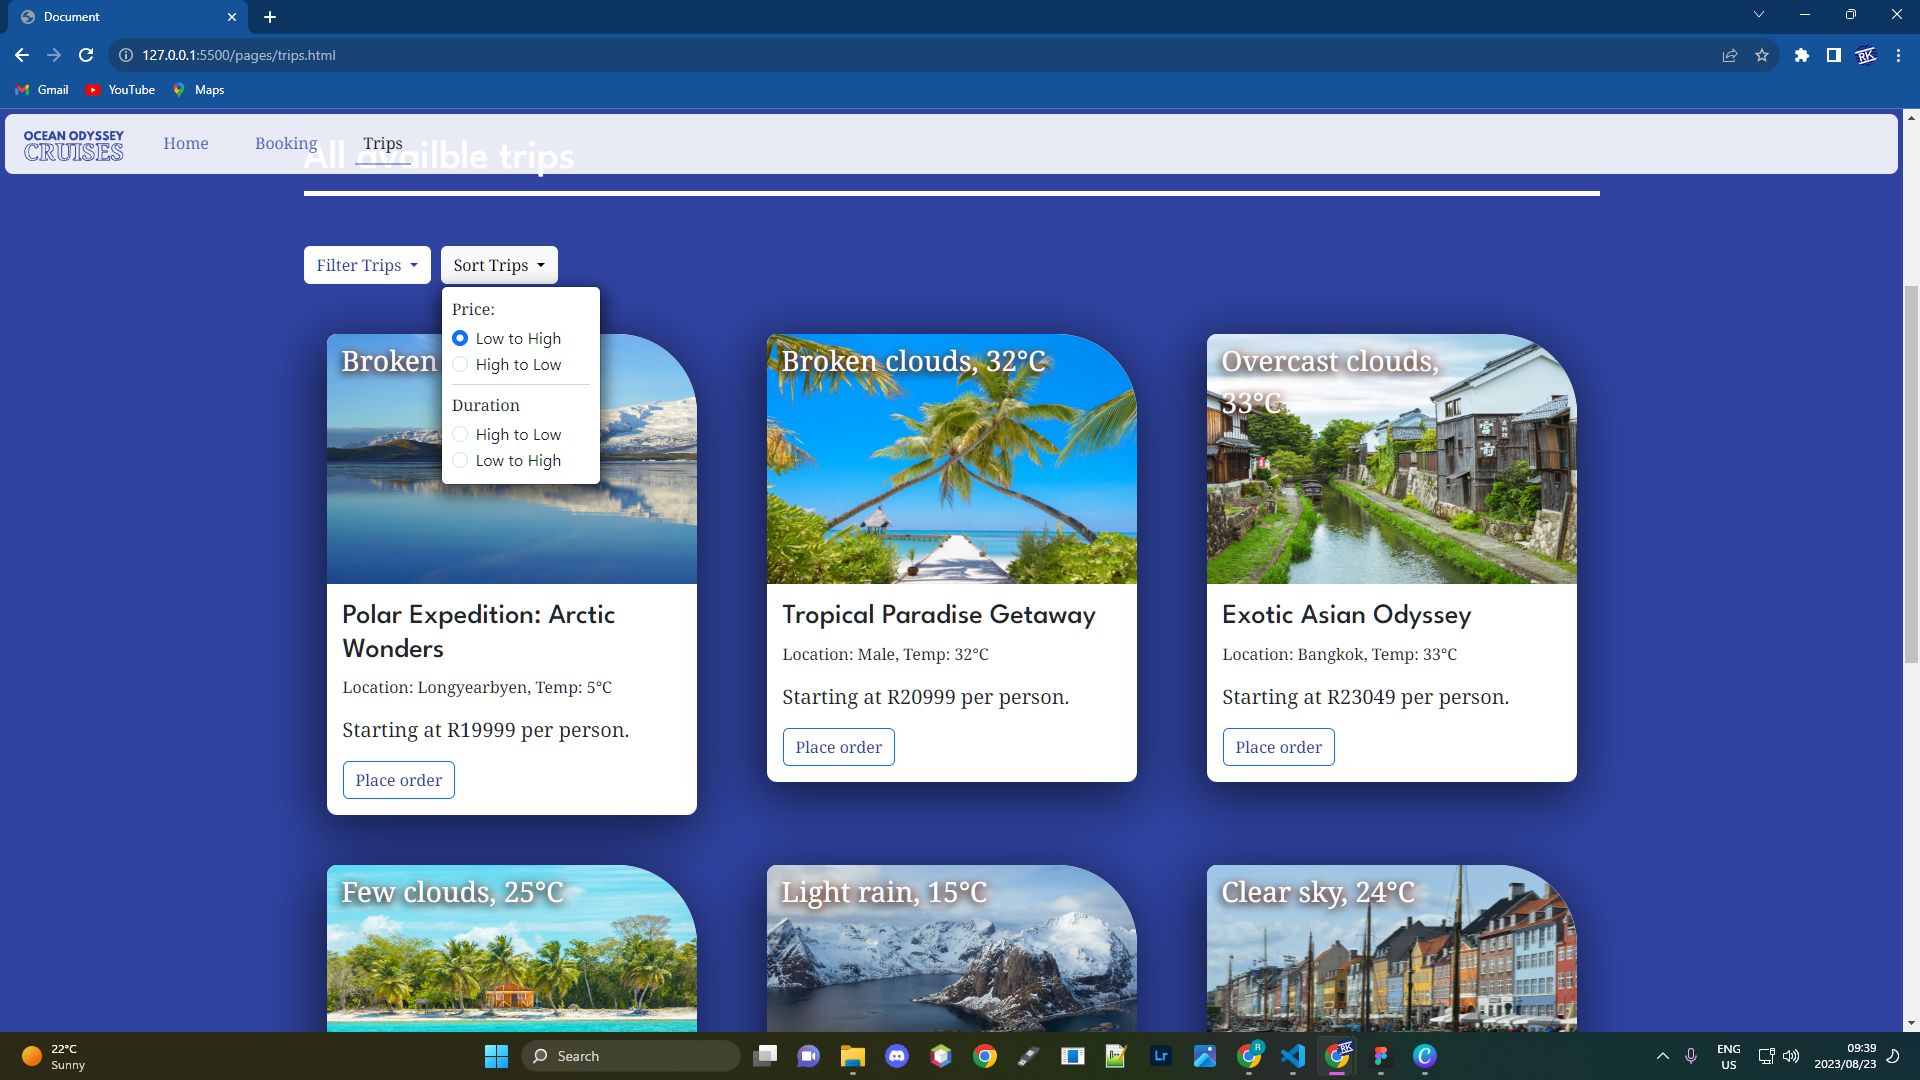 Document
127.0.0.1:5500/pages/trips.html
RK
Gmail
YouTube
Maps
OCEAN ODYSSEY
CRUISES
Home
Booking
Trips
All availble trips
Filter Trips
Sort Trips
Price:
Low to High
High to Low
Duration
High to Low
Low to High
Broken
Broken clouds, 32°C
Overcast clouds,
33°C
Polar Expedition: Arctic
Wonders
Location: Longyearbyen, Temp: 5°C
Starting at R19999 per person.
Place order
Tropical Paradise Getaway
Location: Male, Temp: 32°C
Starting at R20999 per person.
Place order
Exotic Asian Odyssey
Location: Bangkok, Temp: 33°C
Starting at R23049 per person.
Place order
Few clouds, 25°C
Light rain, 15°C
Clear sky, 24°C
22°C
Sunny
Search
Lr
R
RK
ENG
US
09:39
2023/08/23